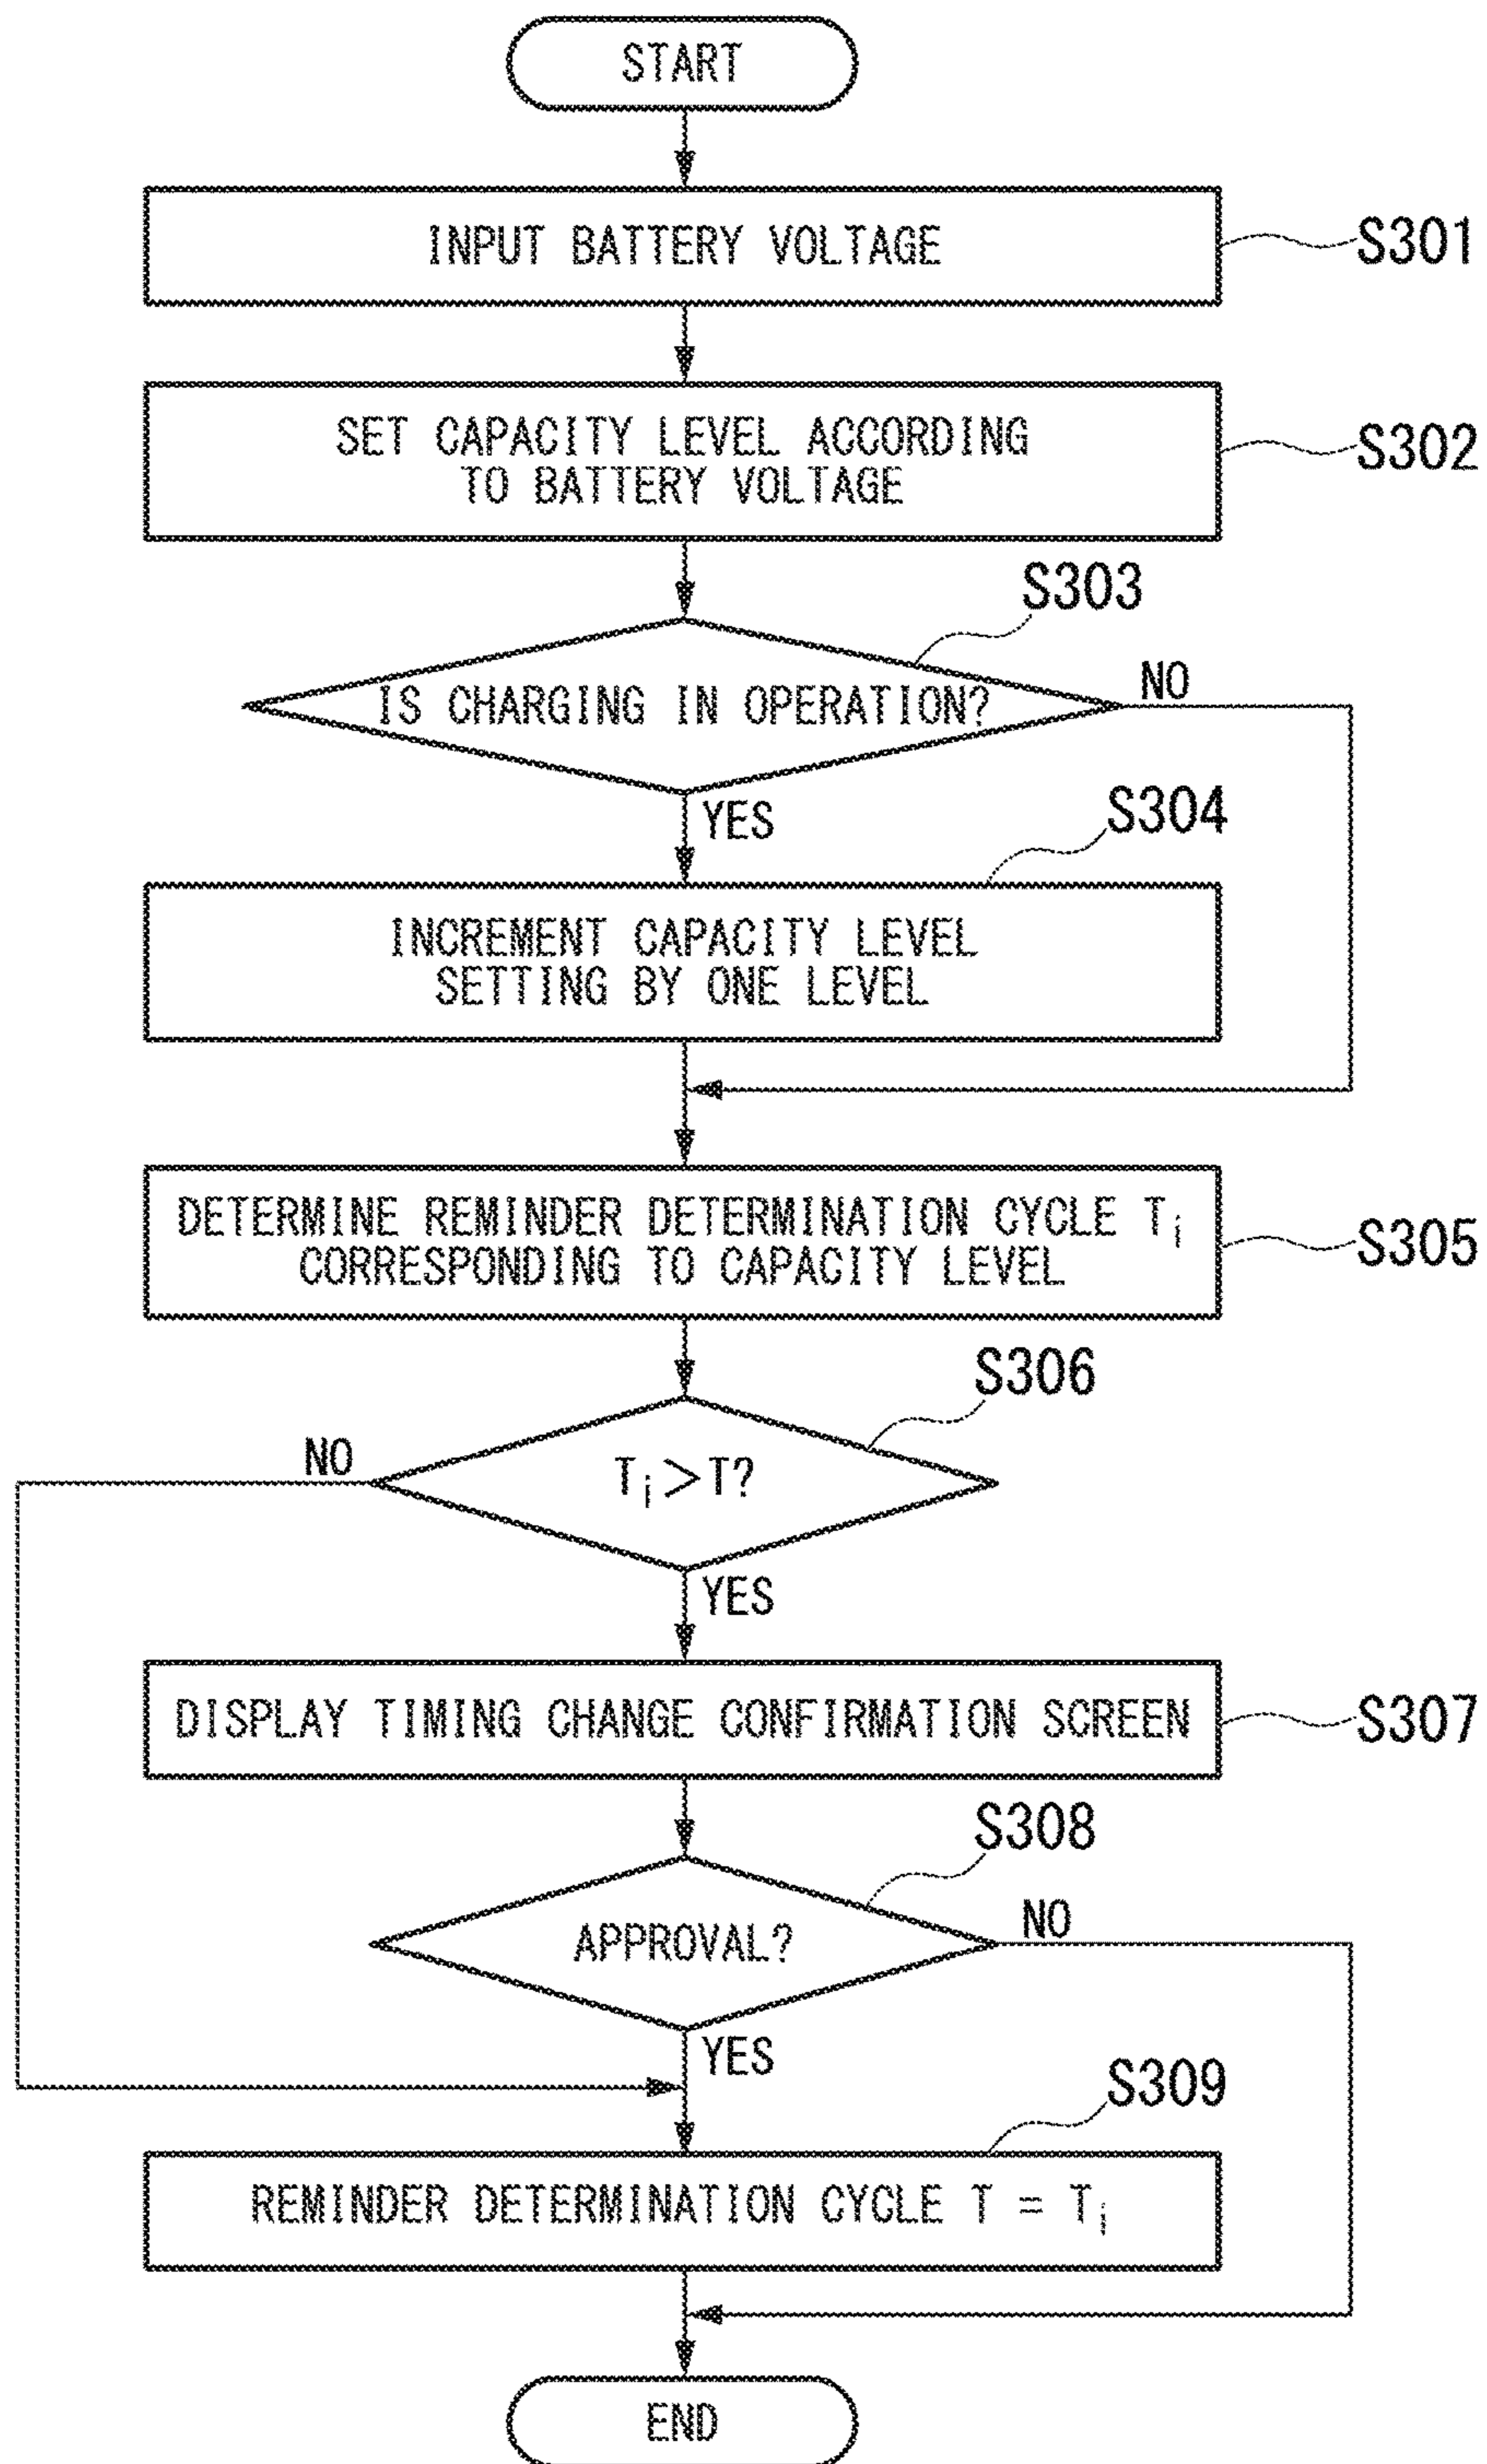 START
INPUT BATTERY VOLTAGE
S301
SET CAPACITY LEVEL ACCORDING
TO BATTERY VOLTAGE
S302
S303
IS CHARGING IN OPERATION?
NO
YES
S304
INCREMENT CAPACITY LEVEL
SETTING BY ONE LEVEL
DETERMINE REMINDER DETERMINATION CYCLE Ti
CORRESPONDING TO CAPACITY LEVEL
S305
S306
NO
Ti>T?
YES
DISPLAY TIMING CHANGE CONFIRMATION SCREEN
S307
S308
APPROVAL?
NO
YES
S309
REMINDER DETERMINATION CYCLE T = Ti
END